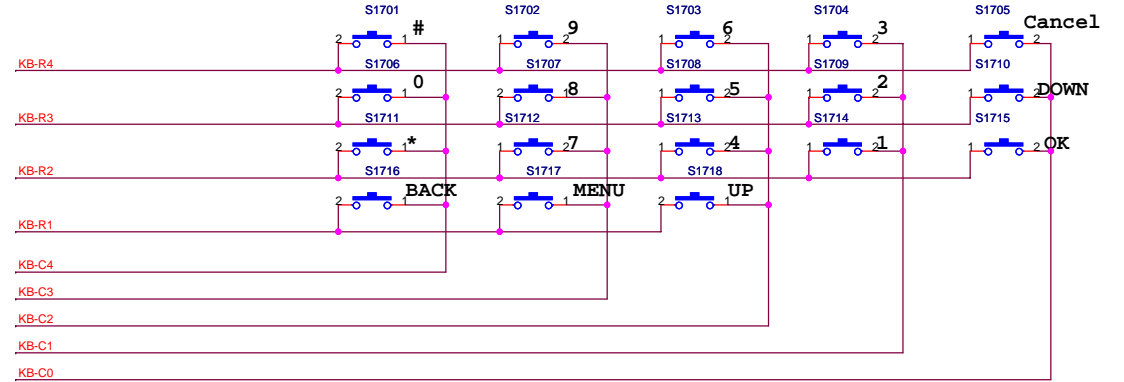 S1701 S1702 S1703 S1704 S1705
2 1 # 1 2 9 1 2 6 1 2 3 1 2 Cancel
KB-R4
S1706 S1707 S1708 S1709 S1710
2 1 0 2 1 8 1 2 5 1 2 2 1 2 DOWN
KB-R3
S1711 S1712 S1713 S1714 S1715
2 1 * 1 2 7 1 2 4 1 2 1 1 2 OK
KB-R2
S1716 S1717 S1718
2 1 BACK 2 1 MENU 2 1 UP
KB-R1
KB-C4
KB-C3
KB-C2
KB-C1
KB-C0